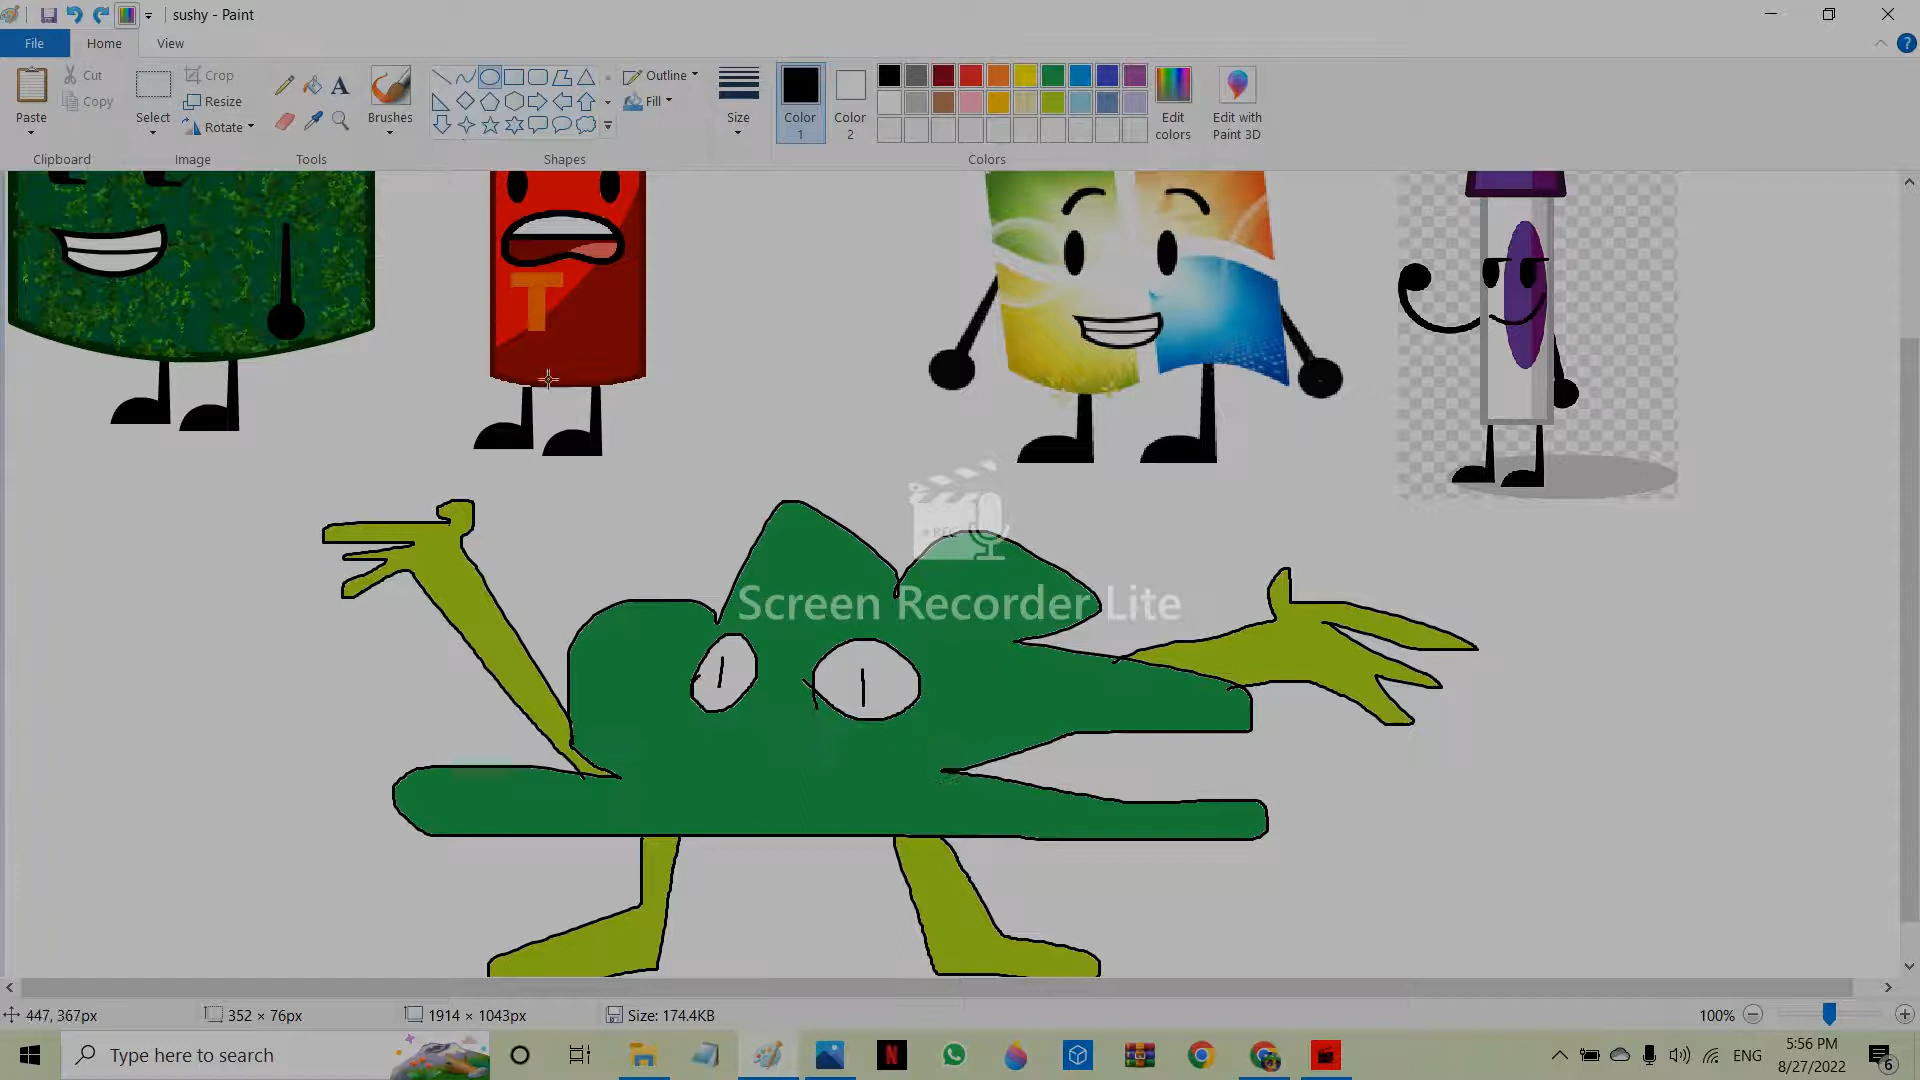 sushy - Paint
File Home View
Paste Cut Copy Select Crop Resize Rotate A Brushes Outline Fill Size Color 1 Color 2 Edit colors Edit with Paint 3D
Clipboard Image Tools Shapes Colors
T
REC
Screen Recorder Lite
447, 367px 352 × 76px 1914 × 1043px Size: 174.4KB 100%
Type here to search N ENG 5:56 PM
8/27/2022 6